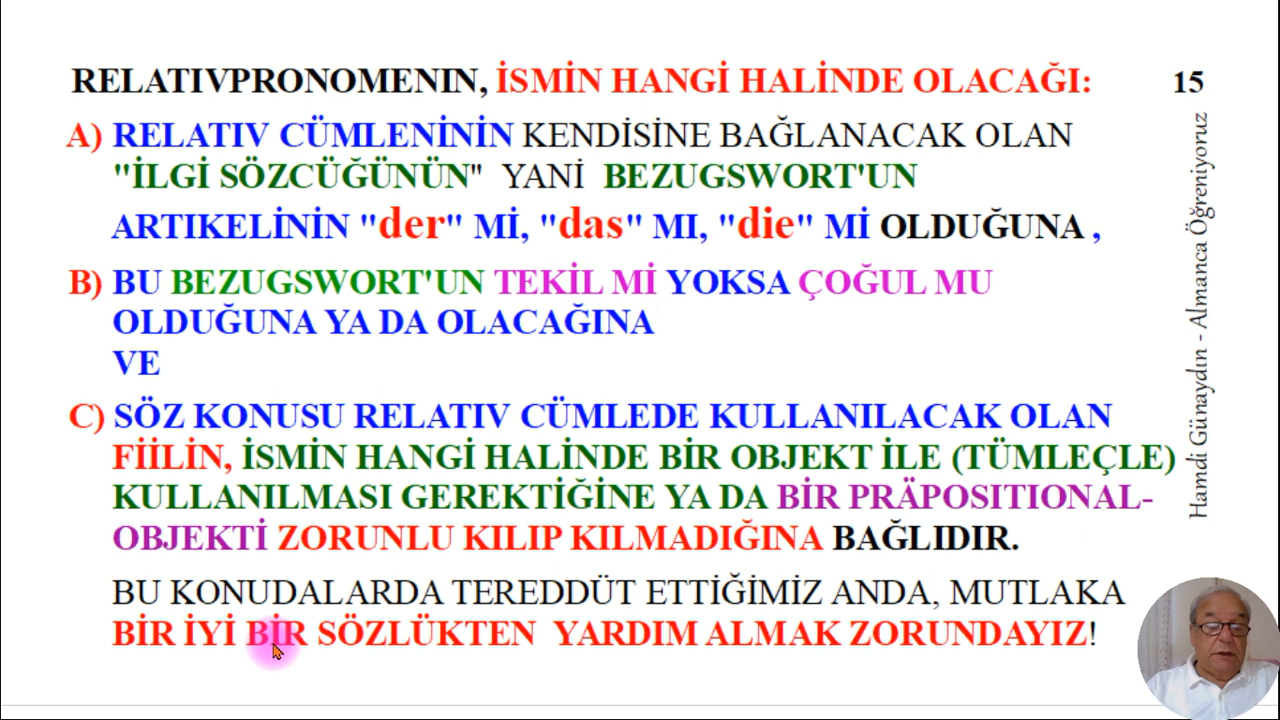 RELATIVPRONOMENIN, İSMİN HANGİ HALİNDE OLACAĞI:
15
A) RELATIV CÜMLENİNİN KENDİSİNE BAĞLANACAK OLAN
"İLGİ SÖZCÜĞÜNÜN" YANİ BEZUGSWORT'UN
ARTIKELİNİN "der" Mİ, "das" MI, "die" Mİ OLDUĞUNA ,
B) BU BEZUGSWORT'UN TEKİL Mİ YOKSA ÇOĞUL MU
OLDUĞUNA YA DA OLACAĞINA
VE
C) SÖZ KONUSU RELATIV CÜMLEDE KULLANILACAK OLAN
FİİLİN, İSMİN HANGİ HALİNDE BİR OBJEKT İLE (TÜMLEÇLE)
KULLANILMASI GEREKTİĞİNE YA DA BİR PRÄPOSITIONAL-
OBJEKTİ ZORUNLU KILIP KILMADIĞINA BAĞLIDIR.
BU KONUDALARDA TEREDDÜT ETTİĞİMİZ ANDA, MUTLAKA
BİR İYİ BİR SÖZLÜKTEN YARDIM ALMAK ZORUNDAYIZ!
Hamdi Günaydın - Almanca Öğreniyoruz